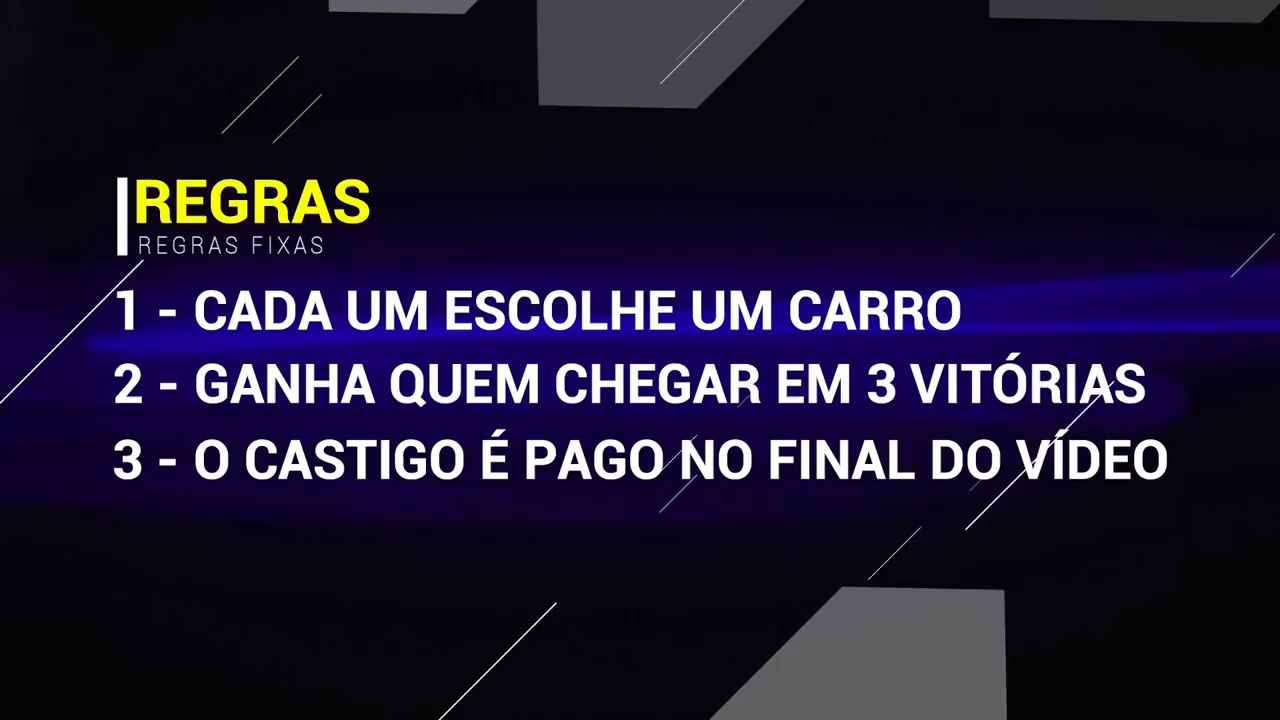 REGRAS
REGRAS FIXAS
1 - CADA UM ESCOLHE UM CARRO
2 - GANHA QUEM CHEGAR EM 3 VITÓRIAS
3 - O CASTIGO É PAGO NO FINAL DO VÍDEO